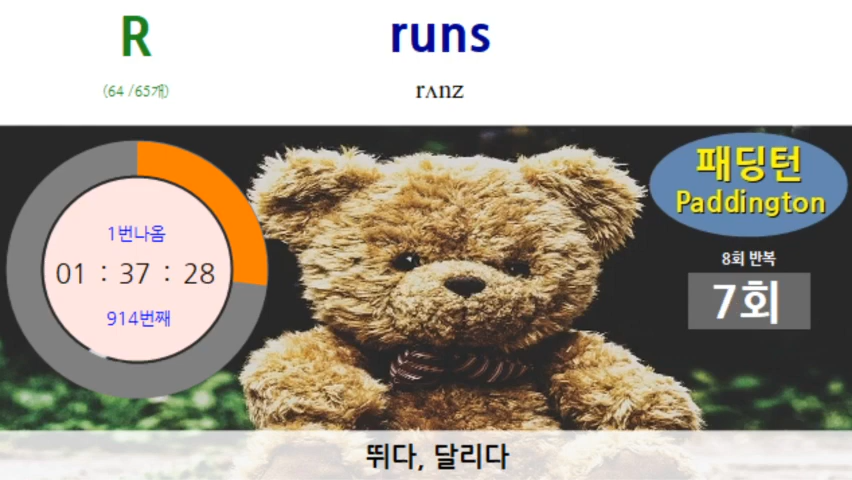 R
(64 /65개)
runs
rʌnz
1번나옴
01 : 37 : 28
914번째
패딩턴
Paddington
8회 반복
7회
뛰다, 달리다